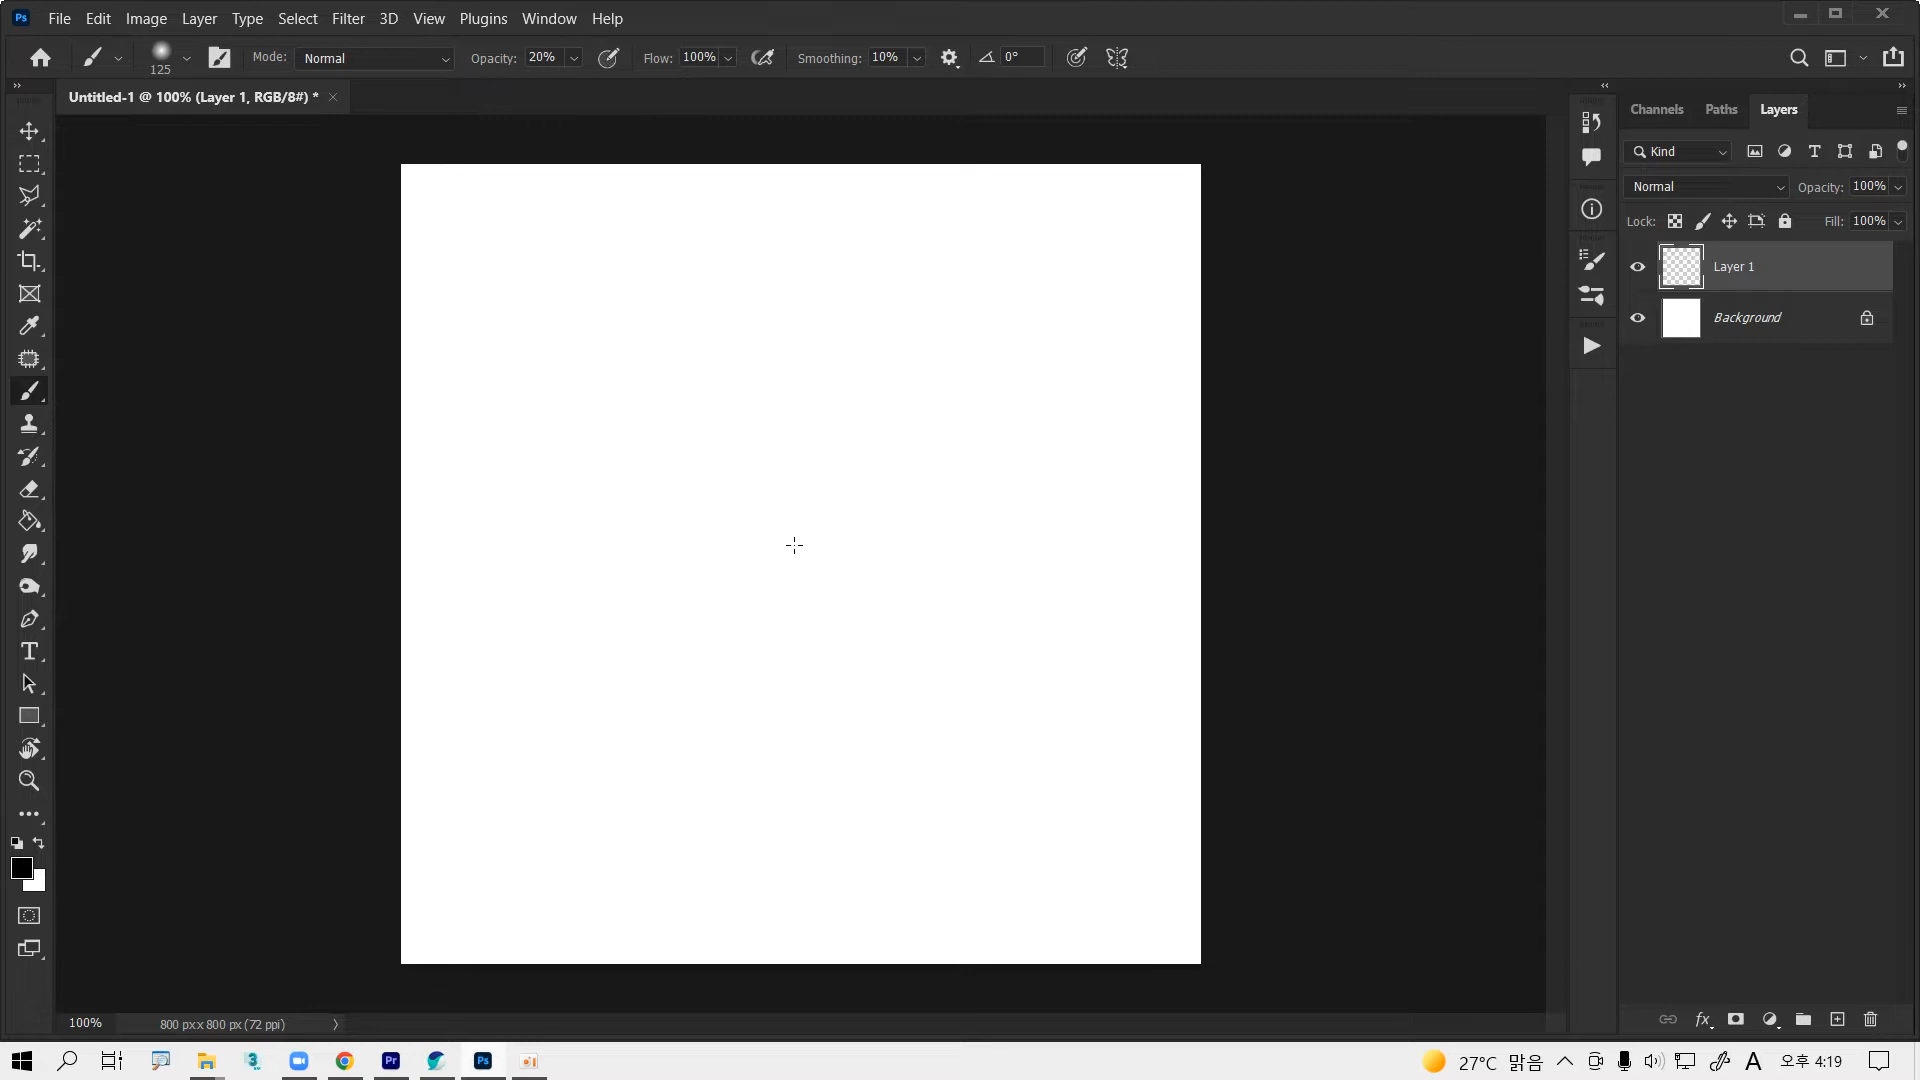 Ps File Edit Image Layer Type Select Filter 3D View Plugins Window Help
125 Mode: Normal Opacity: 20% Flow: 100% Smoothing: 10% 0°
Untitled-1 @ 100% (Layer 1, RGB/8#) *
Channels Paths Layers
Kind
Normal Opacity: 100%
Lock: Fill: 100%
Layer 1
Background
100% 800 px x 800 px (72 ppi)
Pr Ps 27°C 맑음 A 오후 4:19